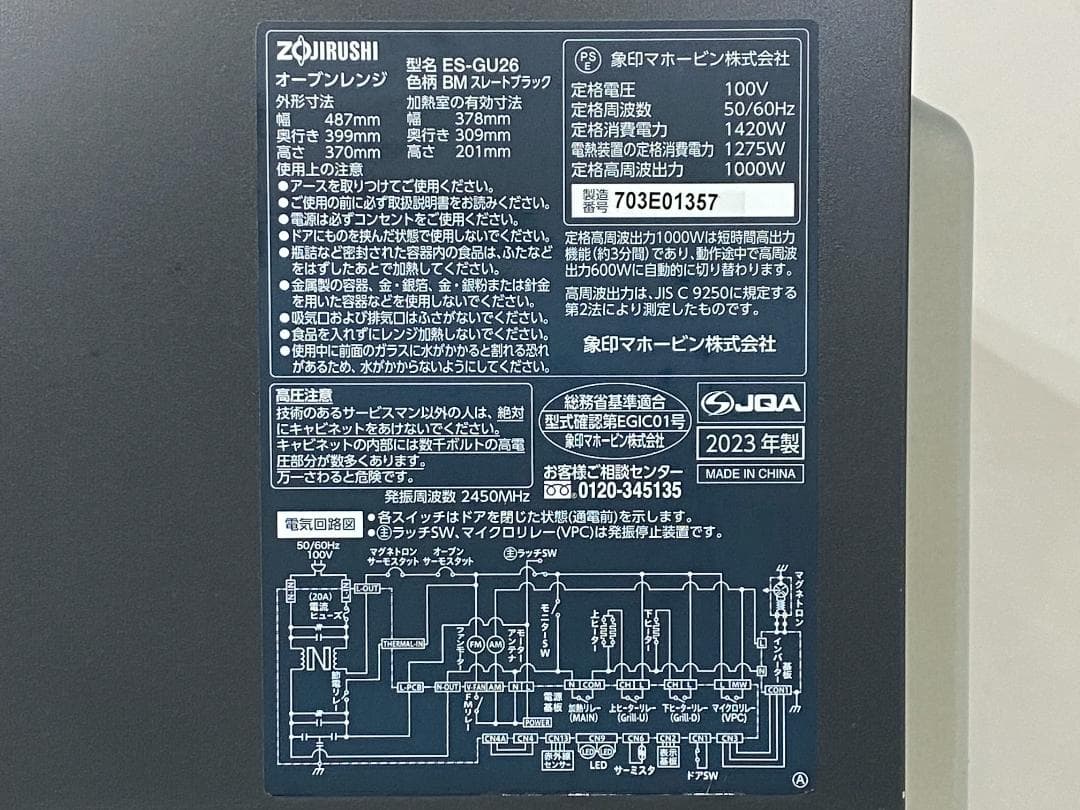 ZOJIRUSHI
オーブンレンジ
型名 ES-GU26
色柄 BM スレートブラック
外形寸法
幅 487mm
奥行き 399mm
高さ 370mm
加熱室の有効寸法
幅 378mm
奥行き 309mm
高さ 201mm
使用上の注意
●アースを取りつけてご使用ください。
●ご使用の前に必ず取扱説明書をお読みください。
●電源は必ずコンセントをご使用ください。
●ドアにものを挟んだ状態で使用しないでください。
●瓶詰など密封された容器内の食品は、ふたなど
をはずしたあとで加熱してください。
●金属製の容器、金・銀箔、金・銀粉または針金
を用いた容器などを使用しないでください。
●吸気口および排気口はふさがないでください。
●食品を入れずにレンジ加熱しないでください。
●使用中に前面のガラスに水がかかると割れる恐れ
があるため、水がかからないようにしてください。
PS
E
象印マホービン株式会社
定格電圧 100V
定格周波数 50/60Hz
定格消費電力 1420W
電熱装置の定格消費電力 1275W
定格高周波出力 1000W
製造
番号 703E01357
定格高周波出力1000Wは短時間高出力
機能(約3分間)であり、動作途中で高周波
出力600Wに自動的に切り替わります。
高周波出力は、JIS C 9250に規定する
第2法により測定したものです。
象印マホービン株式会社
高圧注意
技術のあるサービスマン以外の人は、絶対
にキャビネットをあけないでください。
キャビネットの内部には数千ボルトの高電
圧部分が数多くあります。
万一さわると危険です。
総務省基準適合
型式確認第EGIC01号
象印マホービン株式会社
JQA
2023年製
MADE IN CHINA
お客様ご相談センター
0120-345135
発振周波数 2450MHz
電気回路図
●各スイッチはドアを閉じた状態(通電前)を示します。
●主ラッチSW、マイクロリレー(VPC)は発振停止装置です。
50/60Hz
100V
マグネトロン
サーモスタット
オーブン
サーモスタット
主ラッチSW
L-OUT
(20A)
電流
ヒューズ
THERMAL-IN
節電リレー
ファンモーター
FM
AM
アンテナ
モーター
モニターSW
上ヒーター
下ヒーター
マグネトロン
インバーター
基板
L
N
CON1
L-PCB
N-OUT
V-FAN
AM
N
L
FMリレー
POWER
電源
基板
N
COM
CH1
L
CH1
L
L
MW
加熱リレー
(MAIN)
上ヒーターリレー
(Grill-U)
下ヒーターリレー
(Grill-D)
マイクロリレー
(VPC)
CN4A
CN4
CN13
CN9
CN6
CN2
CN1
CN3
赤外線
センサー
LED
LED
LED
サーミスタ
表示
基板
ドアSW
A